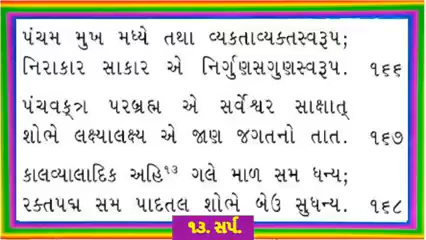 પંચમ મુખ મધ્યે તથા વ્યક્તાવ્યક્તસ્વરૂપ;
નિરાકાર સાકાર એ નિર્ગુણસગુણસ્વરૂપ. ૧૬૬
પંચવક્ત્ર પરબ્રહ્મ એ સર્વેશ્વર સાક્ષાત્
શોભે લક્ષ્યાલક્ષ્ય એ જાણ જગતનો તાત. ૧૬૭
કાલવ્યાલાદિક અહિ૧૩ ગલે માળ સમ ધન્ય;
રક્તપદ્મ સમ પાદતલ શોભે બેઉ સુધન્ય. ૧૬૮
૧૩. સર્પ.